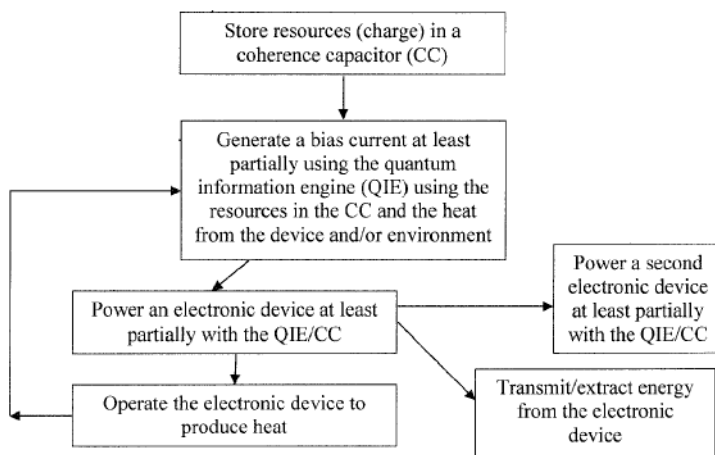 Store resources (charge) in a
coherence capacitor (CC)
Generate a bias current at least
partially using the quantum
information engine (QIE) using the
resources in the CC and the heat
from the device and/or environment
Power a second
electronic device
at least partially
with the QIE/CC
Power an electronic device at least
partially with the QIE/CC
Transmit/extract energy
from the electronic
device
Operate the electronic device to
produce heat